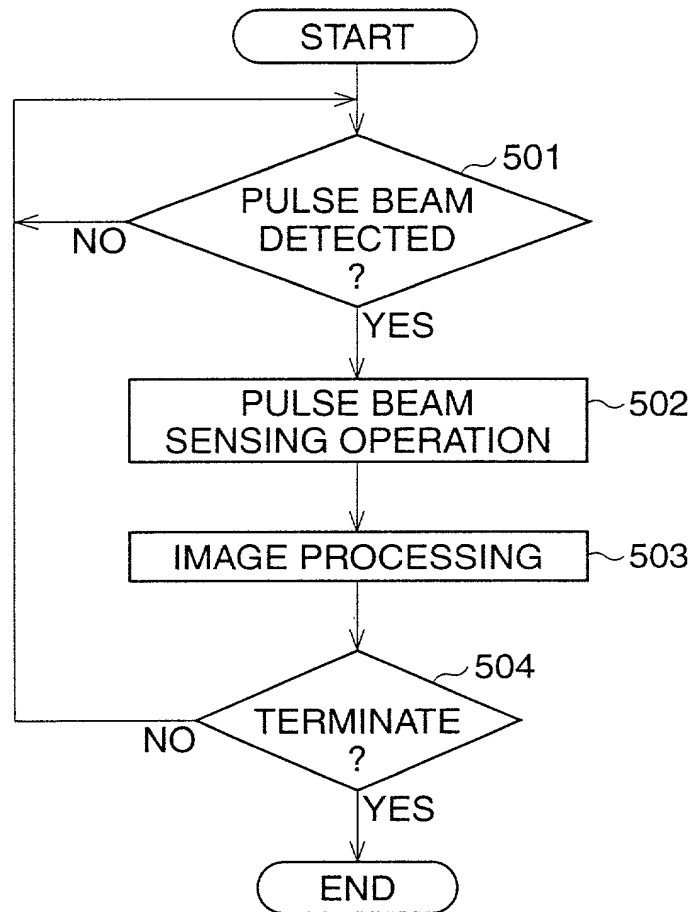 START
501
PULSE BEAM
DETECTED
?
NO
YES
PULSE BEAM
SENSING OPERATION
502
IMAGE PROCESSING
503
504
TERMINATE
?
NO
YES
END